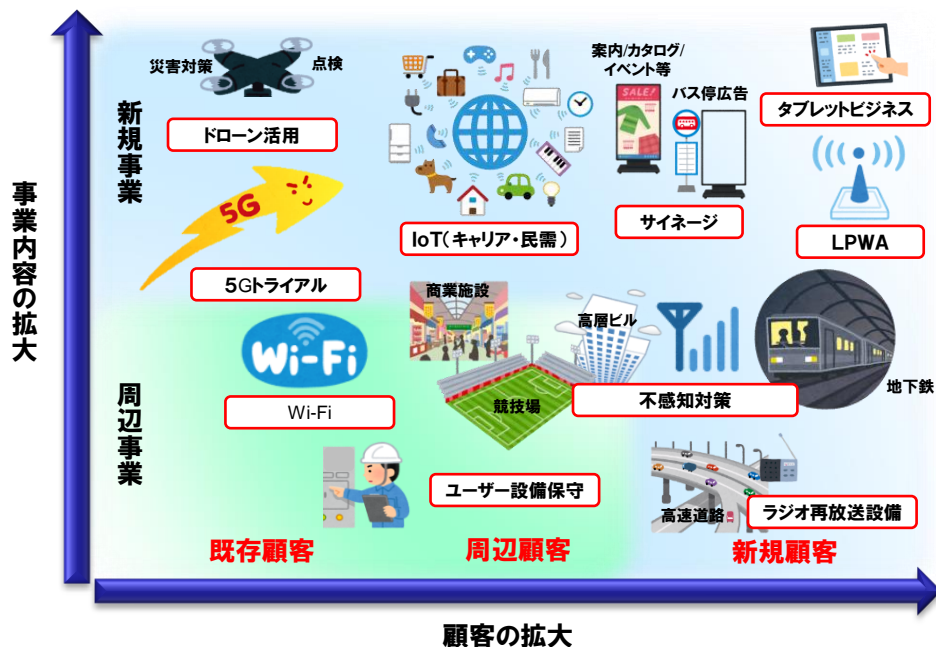 事業内容の拡大
新規事業
災害対策
点検
ドローン活用
5G
5Gトライアル
IoT(キャリア・民需)
案内/カタログ/
イベント等
SALE!
バス停広告
サイネージ
タブレットビジネス
LPWA
周辺事業
Wi-Fi
Wi-Fi
商業施設
競技場
高層ビル
不感知対策
地下鉄
ユーザー設備保守
高速道路
ラジオ再放送設備
既存顧客
周辺顧客
新規顧客
顧客の拡大